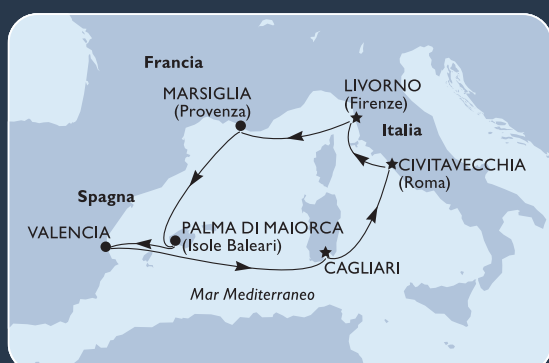 Francia
MARSIGLIA
(Provenza)
LIVORNO
(Firenze)
Italia
CIVITAVECCHIA
(Roma)
Spagna
VALENCIA
PALMA DI MAIORCA
(Isole Baleari)
CAGLIARI
Mar Mediterraneo